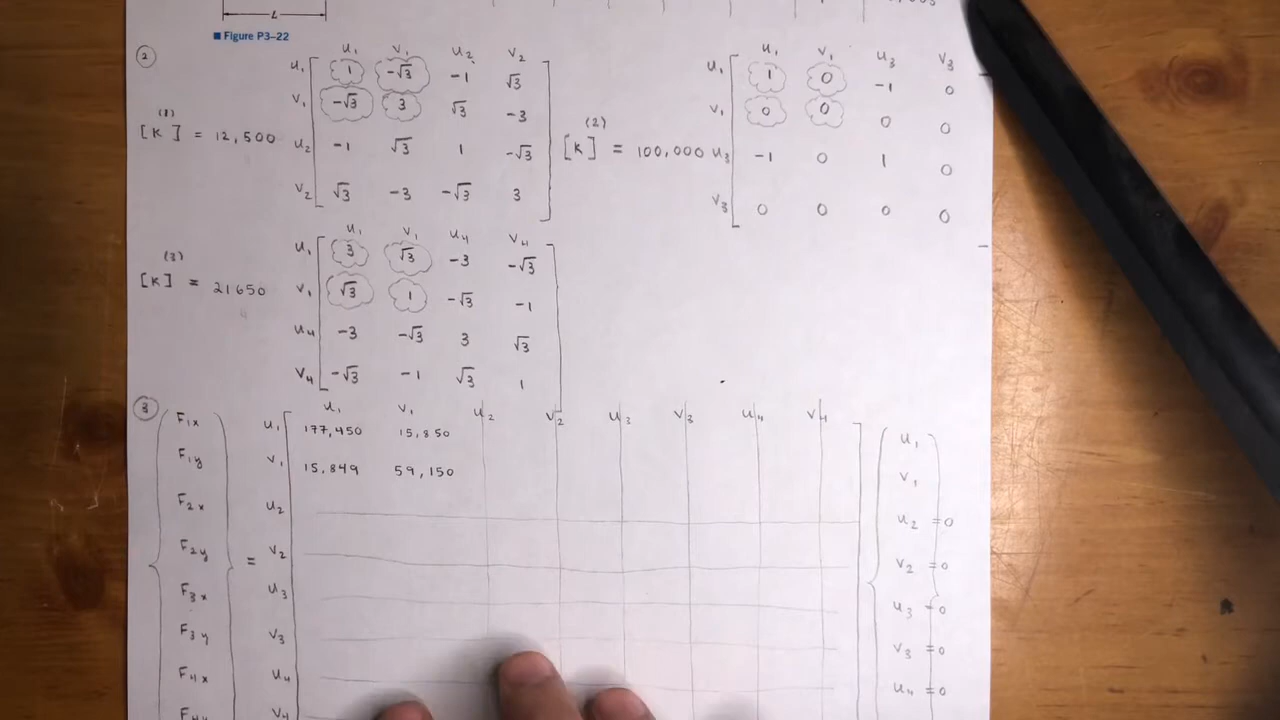 L
■ Figure P3-22
②
u₁ v₁ u₂ v₂
u₁ 1 -√3 -1 √3
v₁ -√3 3 √3 -3
[K]⁽¹⁾ = 12,500
u₂ -1 √3 1 -√3
v₂ √3 -3 -√3 3
u₁ v₁ u₃ v₃
u₁ 1 0 -1 0
v₁ 0 0 0 0
[K]⁽²⁾ = 100,000
u₃ -1 0 1 0
v₃ 0 0 0 0
u₁ v₁ u₄ v₄
u₁ 3 √3 -3 -√3
[K]⁽³⁾ = 21650
v₁ √3 1 -√3 -1
u₄ -3 -√3 3 √3
v₄ -√3 -1 √3 1
③
u₁ v₁ u₂ v₂ u₃ v₃ u₄ v₄
F₁ₓ u₁ 177,450 15,850 u₁
F₁y v₁ 15,849 59,150 v₁
F₂ₓ u₂ u₂ = 0
F₂y = v₂ v₂ = 0
F₃ₓ u₃ u₃ = 0
F₃y v₃ v₃ = 0
F₄ₓ u₄ u₄ = 0
F₄y v₄